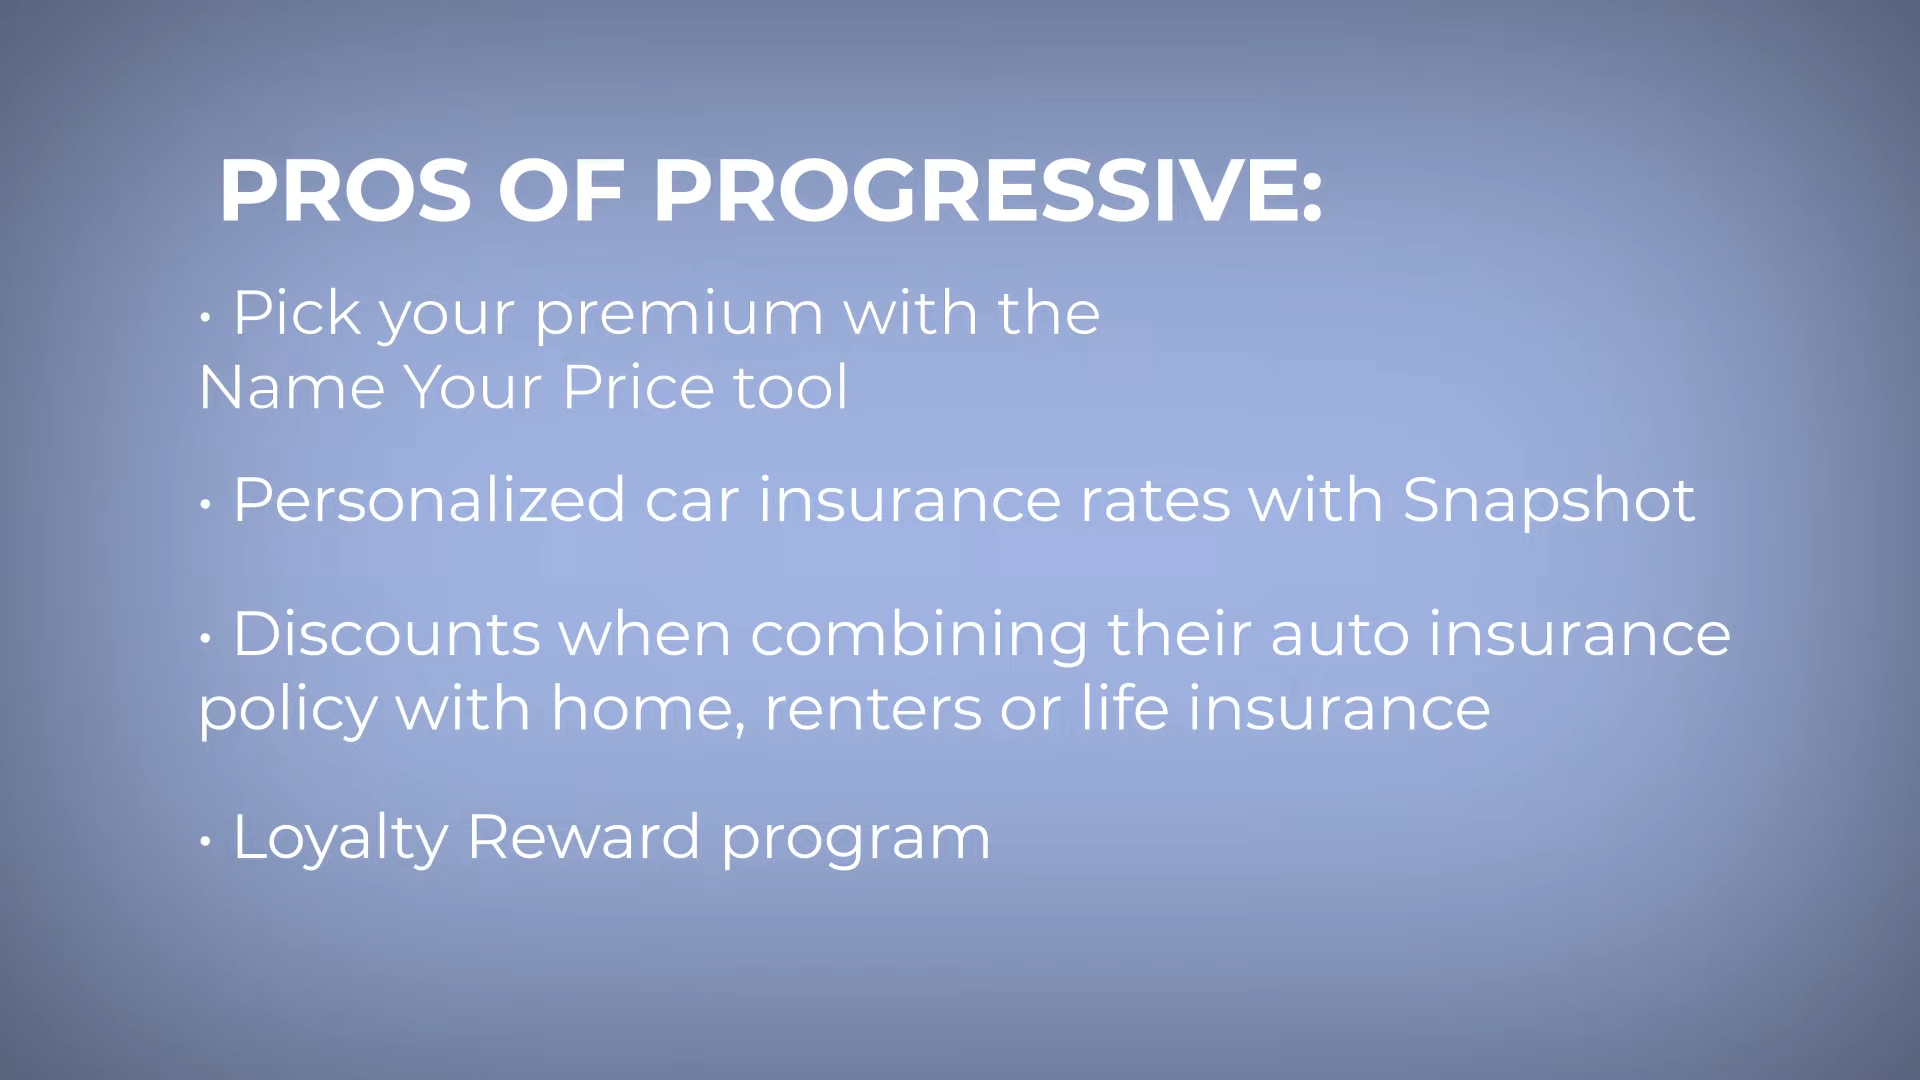 PROS OF PROGRESSIVE:
• Pick your premium with the
Name Your Price tool
• Personalized car insurance rates with Snapshot
• Discounts when combining their auto insurance
policy with home, renters or life insurance
• Loyalty Reward program